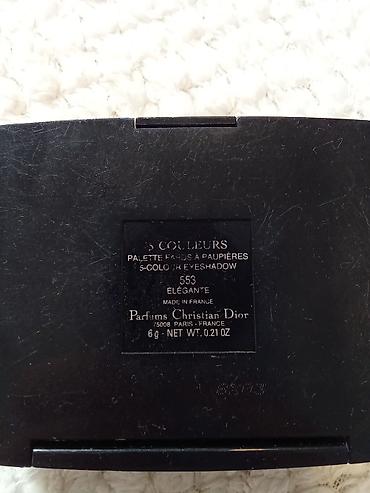 5 COULEURS
PALETTE FARDS À PAUPIÈRES
5-COLOUR EYESHADOW
553
ÉLÉGANTE
MADE IN FRANCE
Parfums Christian Dior
75008 PARIS - FRANCE
6 g - NET WT. 0.21 OZ